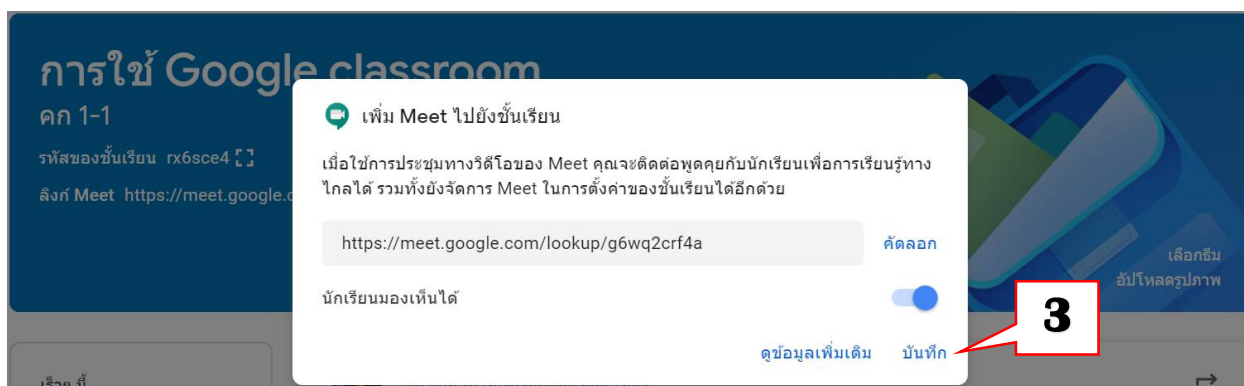 การใช้ Google classroom
คก 1-1
รหัสของชั้นเรียน rx6sce4
ลิงก์ Meet https://meet.google.c
เพิ่ม Meet ไปยังชั้นเรียน
เมื่อใช้การประชุมทางวิดีโอของ Meet คุณจะติดต่อพูดคุยกับนักเรียนเพื่อการเรียนรู้ทาง
ไกลได้ รวมทั้งยังจัดการ Meet ในการตั้งค่าของชั้นเรียนได้อีกด้วย
https://meet.google.com/lookup/g6wq2crf4a
คัดลอก
นักเรียนมองเห็นได้
ดูข้อมูลเพิ่มเติม
บันทึก
เลือกธีม
อัปโหลดรูปภาพ
3
เร็วๆ นี้